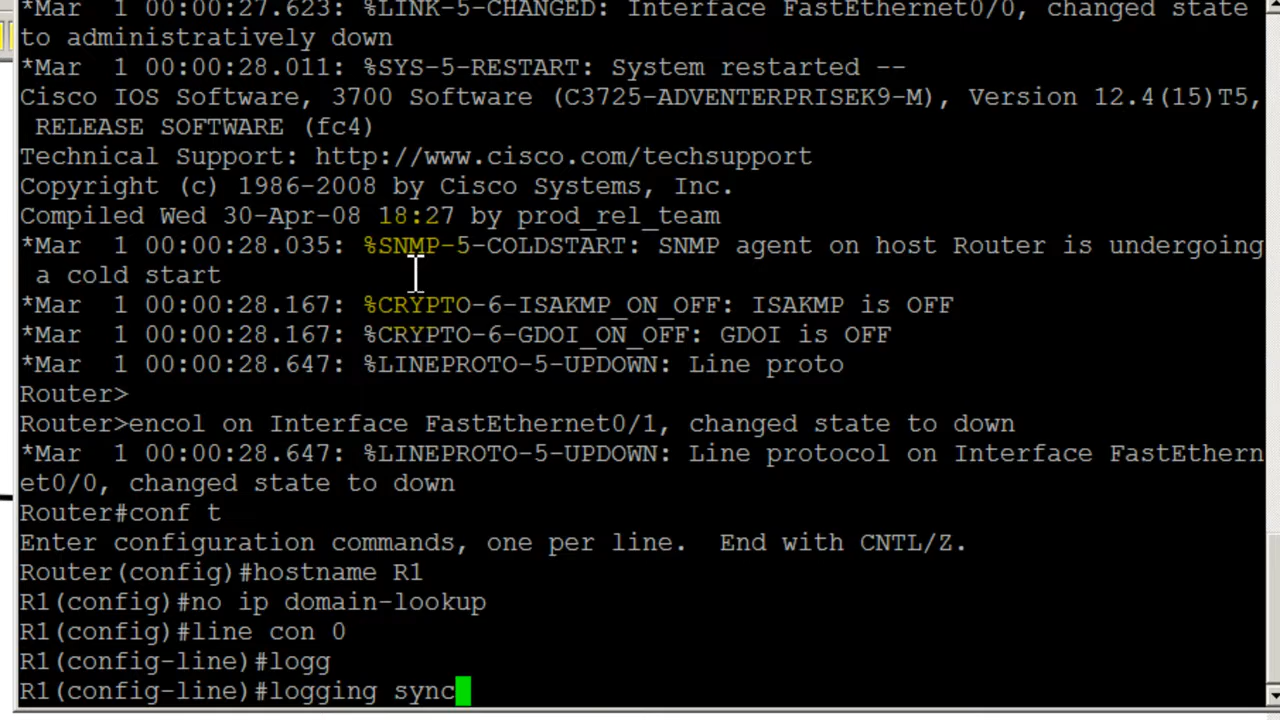 *Mar  1 00:00:27.623: %LINK-5-CHANGED: Interface FastEthernet0/0, changed state
to administratively down
*Mar  1 00:00:28.011: %SYS-5-RESTART: System restarted --
Cisco IOS Software, 3700 Software (C3725-ADVENTERPRISEK9-M), Version 12.4(15)T5,
 RELEASE SOFTWARE (fc4)
Technical Support: http://www.cisco.com/techsupport
Copyright (c) 1986-2008 by Cisco Systems, Inc.
Compiled Wed 30-Apr-08 18:27 by prod_rel_team
*Mar  1 00:00:28.035: %SNMP-5-COLDSTART: SNMP agent on host Router is undergoing
 a cold start
*Mar  1 00:00:28.167: %CRYPTO-6-ISAKMP_ON_OFF: ISAKMP is OFF
*Mar  1 00:00:28.167: %CRYPTO-6-GDOI_ON_OFF: GDOI is OFF
*Mar  1 00:00:28.647: %LINEPROTO-5-UPDOWN: Line proto
Router>
Router>encol on Interface FastEthernet0/1, changed state to down
*Mar  1 00:00:28.647: %LINEPROTO-5-UPDOWN: Line protocol on Interface FastEthern
et0/0, changed state to down
Router#conf t
Enter configuration commands, one per line.  End with CNTL/Z.
Router(config)#hostname R1
R1(config)#no ip domain-lookup
R1(config)#line con 0
R1(config-line)#logg
R1(config-line)#logging sync